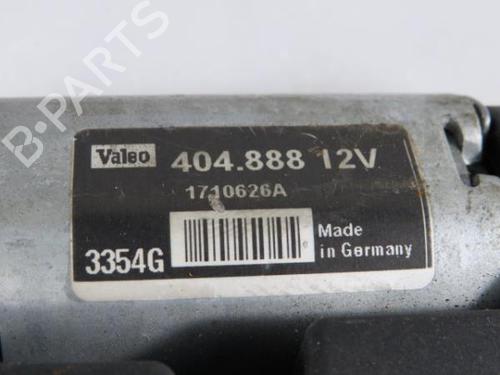 B-PARTS
Valeo 404.888 12V
1710626A
3354G
Made
in Germany